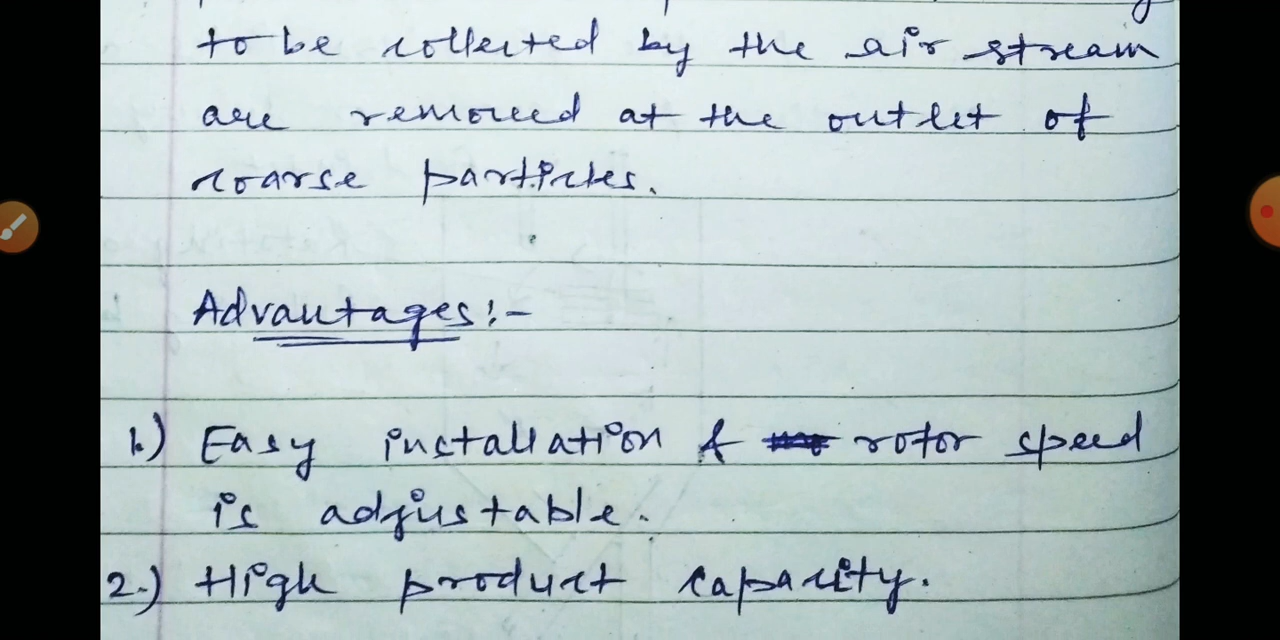 to be collected by the air stream
are removed at the outlet of
coarse particles.
Advantages :-
1.) Easy installation & rotor speed
is adjustable.
2.) High product capacity.